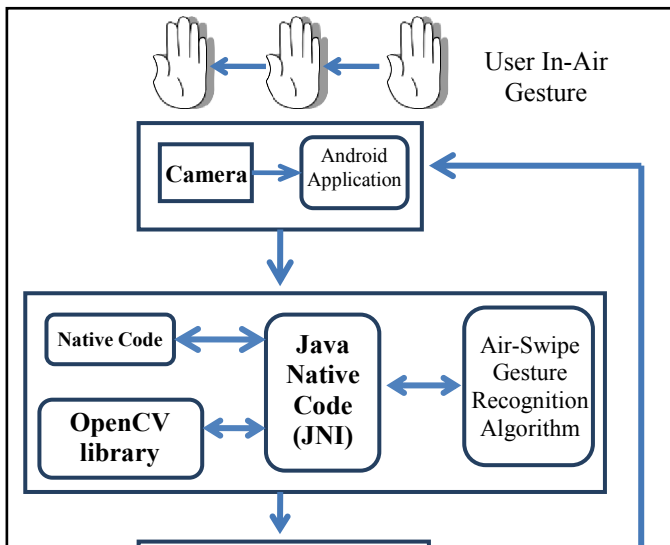 User In-Air
Gesture
Camera
Android
Application
Native Code
OpenCV
library
Java
Native
Code
(JNI)
Air-Swipe
Gesture
Recognition
Algorithm